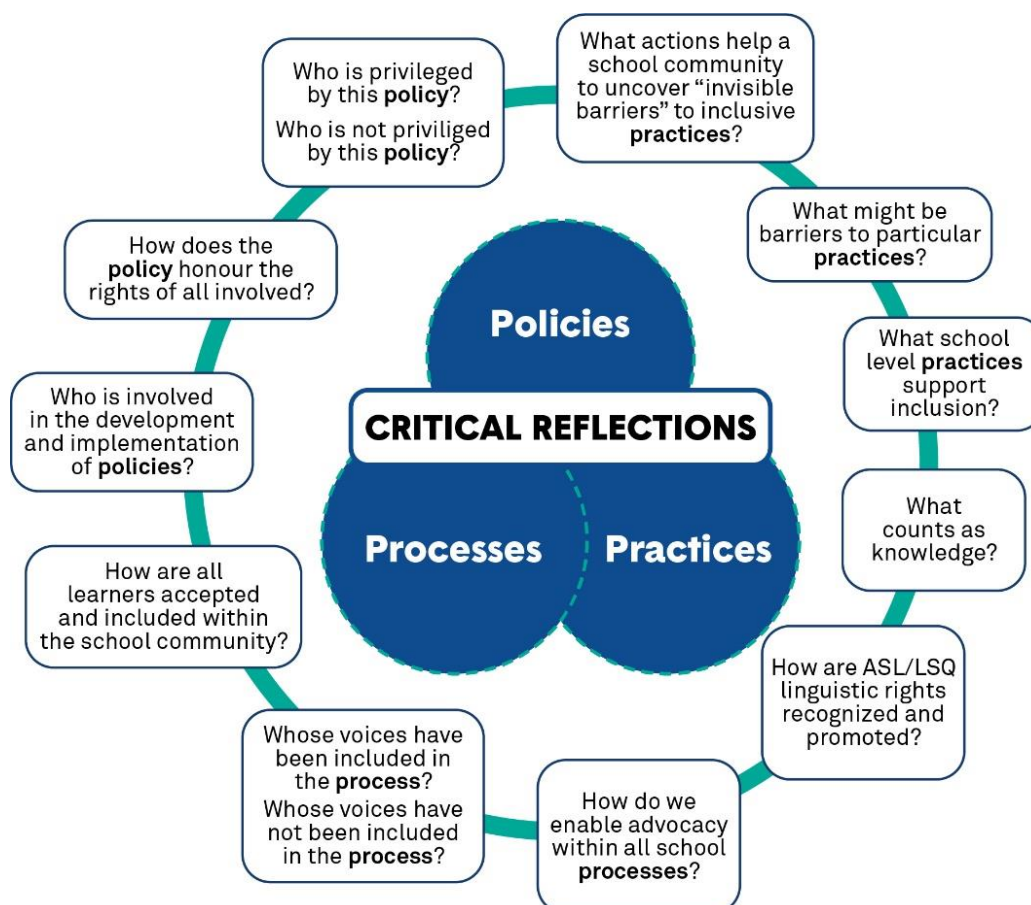 Who is privileged
by this policy?
Who is not priviliged
by this policy?
What actions help a
school community
to uncover “invisible
barriers” to inclusive
practices?
What might be
barriers to particular
practices?
What school
level practices
support
inclusion?
What
counts as
knowledge?
How are ASL/LSQ
linguistic rights
recognized and
promoted?
How do we
enable advocacy
within all school
processes?
Whose voices have
been included in
the process?
Whose voices have
not been included
in the process?
How are all
learners accepted
and included within
the school community?
Who is involved
in the development
and implementation
of policies?
How does the
policy honour the
rights of all involved?
Policies
CRITICAL REFLECTIONS
Processes
Practices